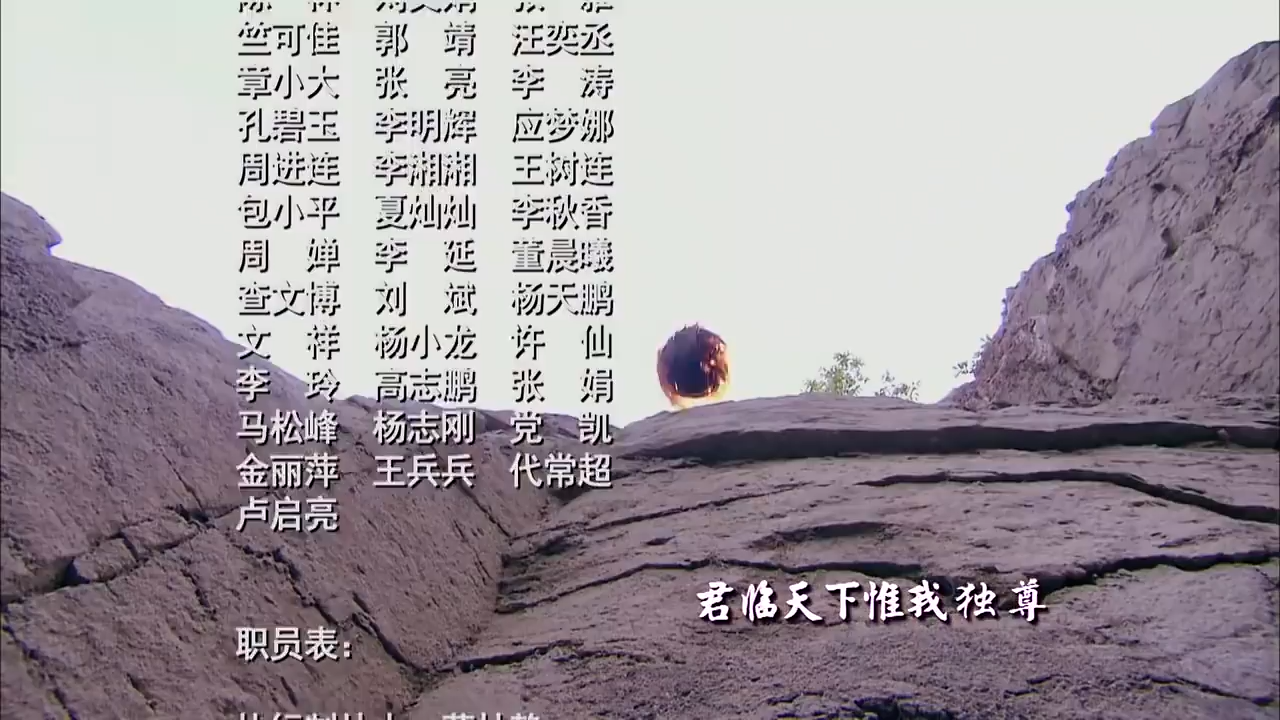 竺可佳 郭 靖 汪奕丞
章小大 张 亮 李 涛
孔碧玉 李明辉 应梦娜
周进连 李湘湘 王树连
包小平 夏灿灿 李秋香
周 婵 李 延 董晨曦
查文博 刘 斌 杨天鹏
文 祥 杨小龙 许 仙
李 玲 高志鹏 张 娟
马松峰 杨志刚 党 凯
金丽萍 王兵兵 代常超
卢启亮
君临天下惟我独尊
职员表：